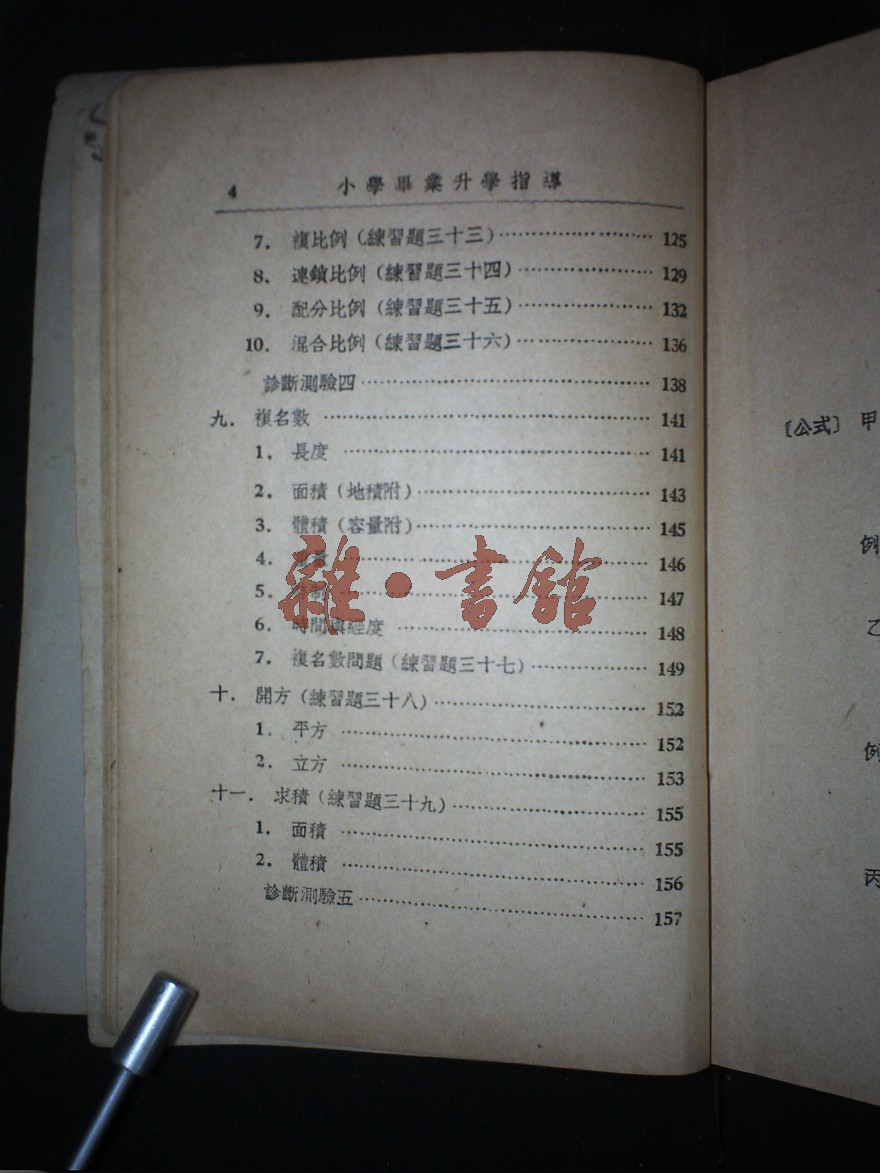 4 小學畢業升學指導
7. 複比例(練習題三十三) 125
8. 連鎖比例(練習題三十四) 129
9. 配分比例(練習題三十五) 132
10. 混合比例(練習題三十六) 136
診斷測驗四 138
九. 複名數 141
1. 長度 141
2. 面積(地積附) 143
3. 體積(容量附) 145
4. 146
5. 147
6. 時間與經度 148
7. 複名數問題(練習題三十七) 149
十. 開方(練習題三十八) 152
1. 平方 152
2. 立方 153
十一. 求積(練習題三十九) 155
1. 面積 155
2. 體積 156
診斷測驗五 157
雜·書館
〔公式〕 甲
例
乙
例
丙